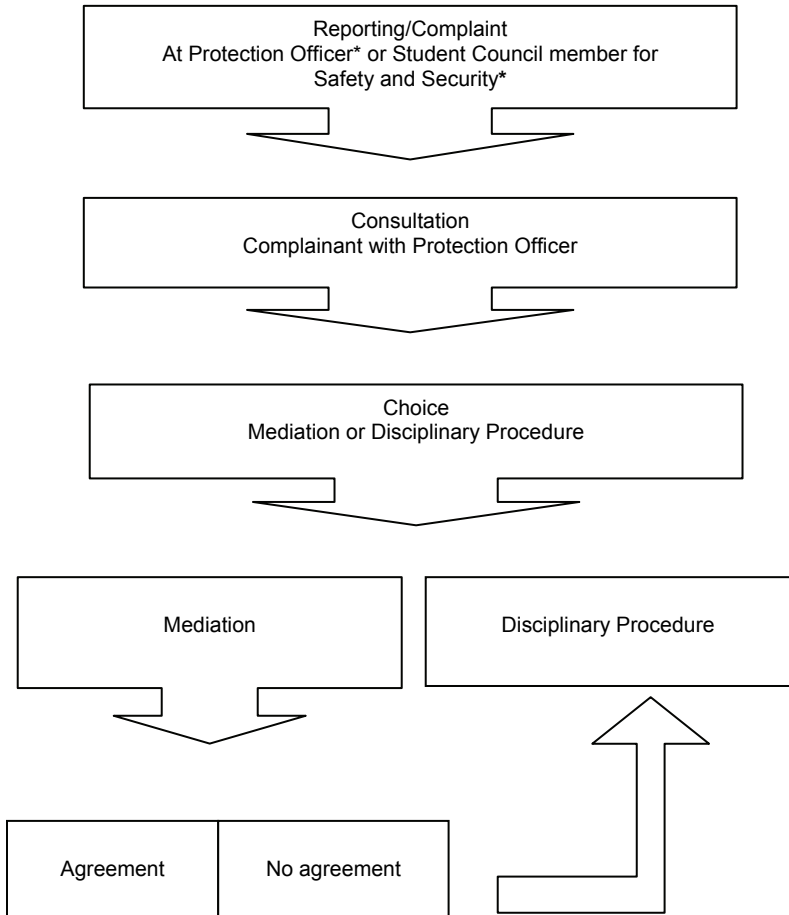 Reporting/Complaint
At Protection Officer* or Student Council member for
Safety and Security*
Consultation
Complainant with Protection Officer
Choice
Mediation or Disciplinary Procedure
Mediation
Disciplinary Procedure
Agreement
No agreement